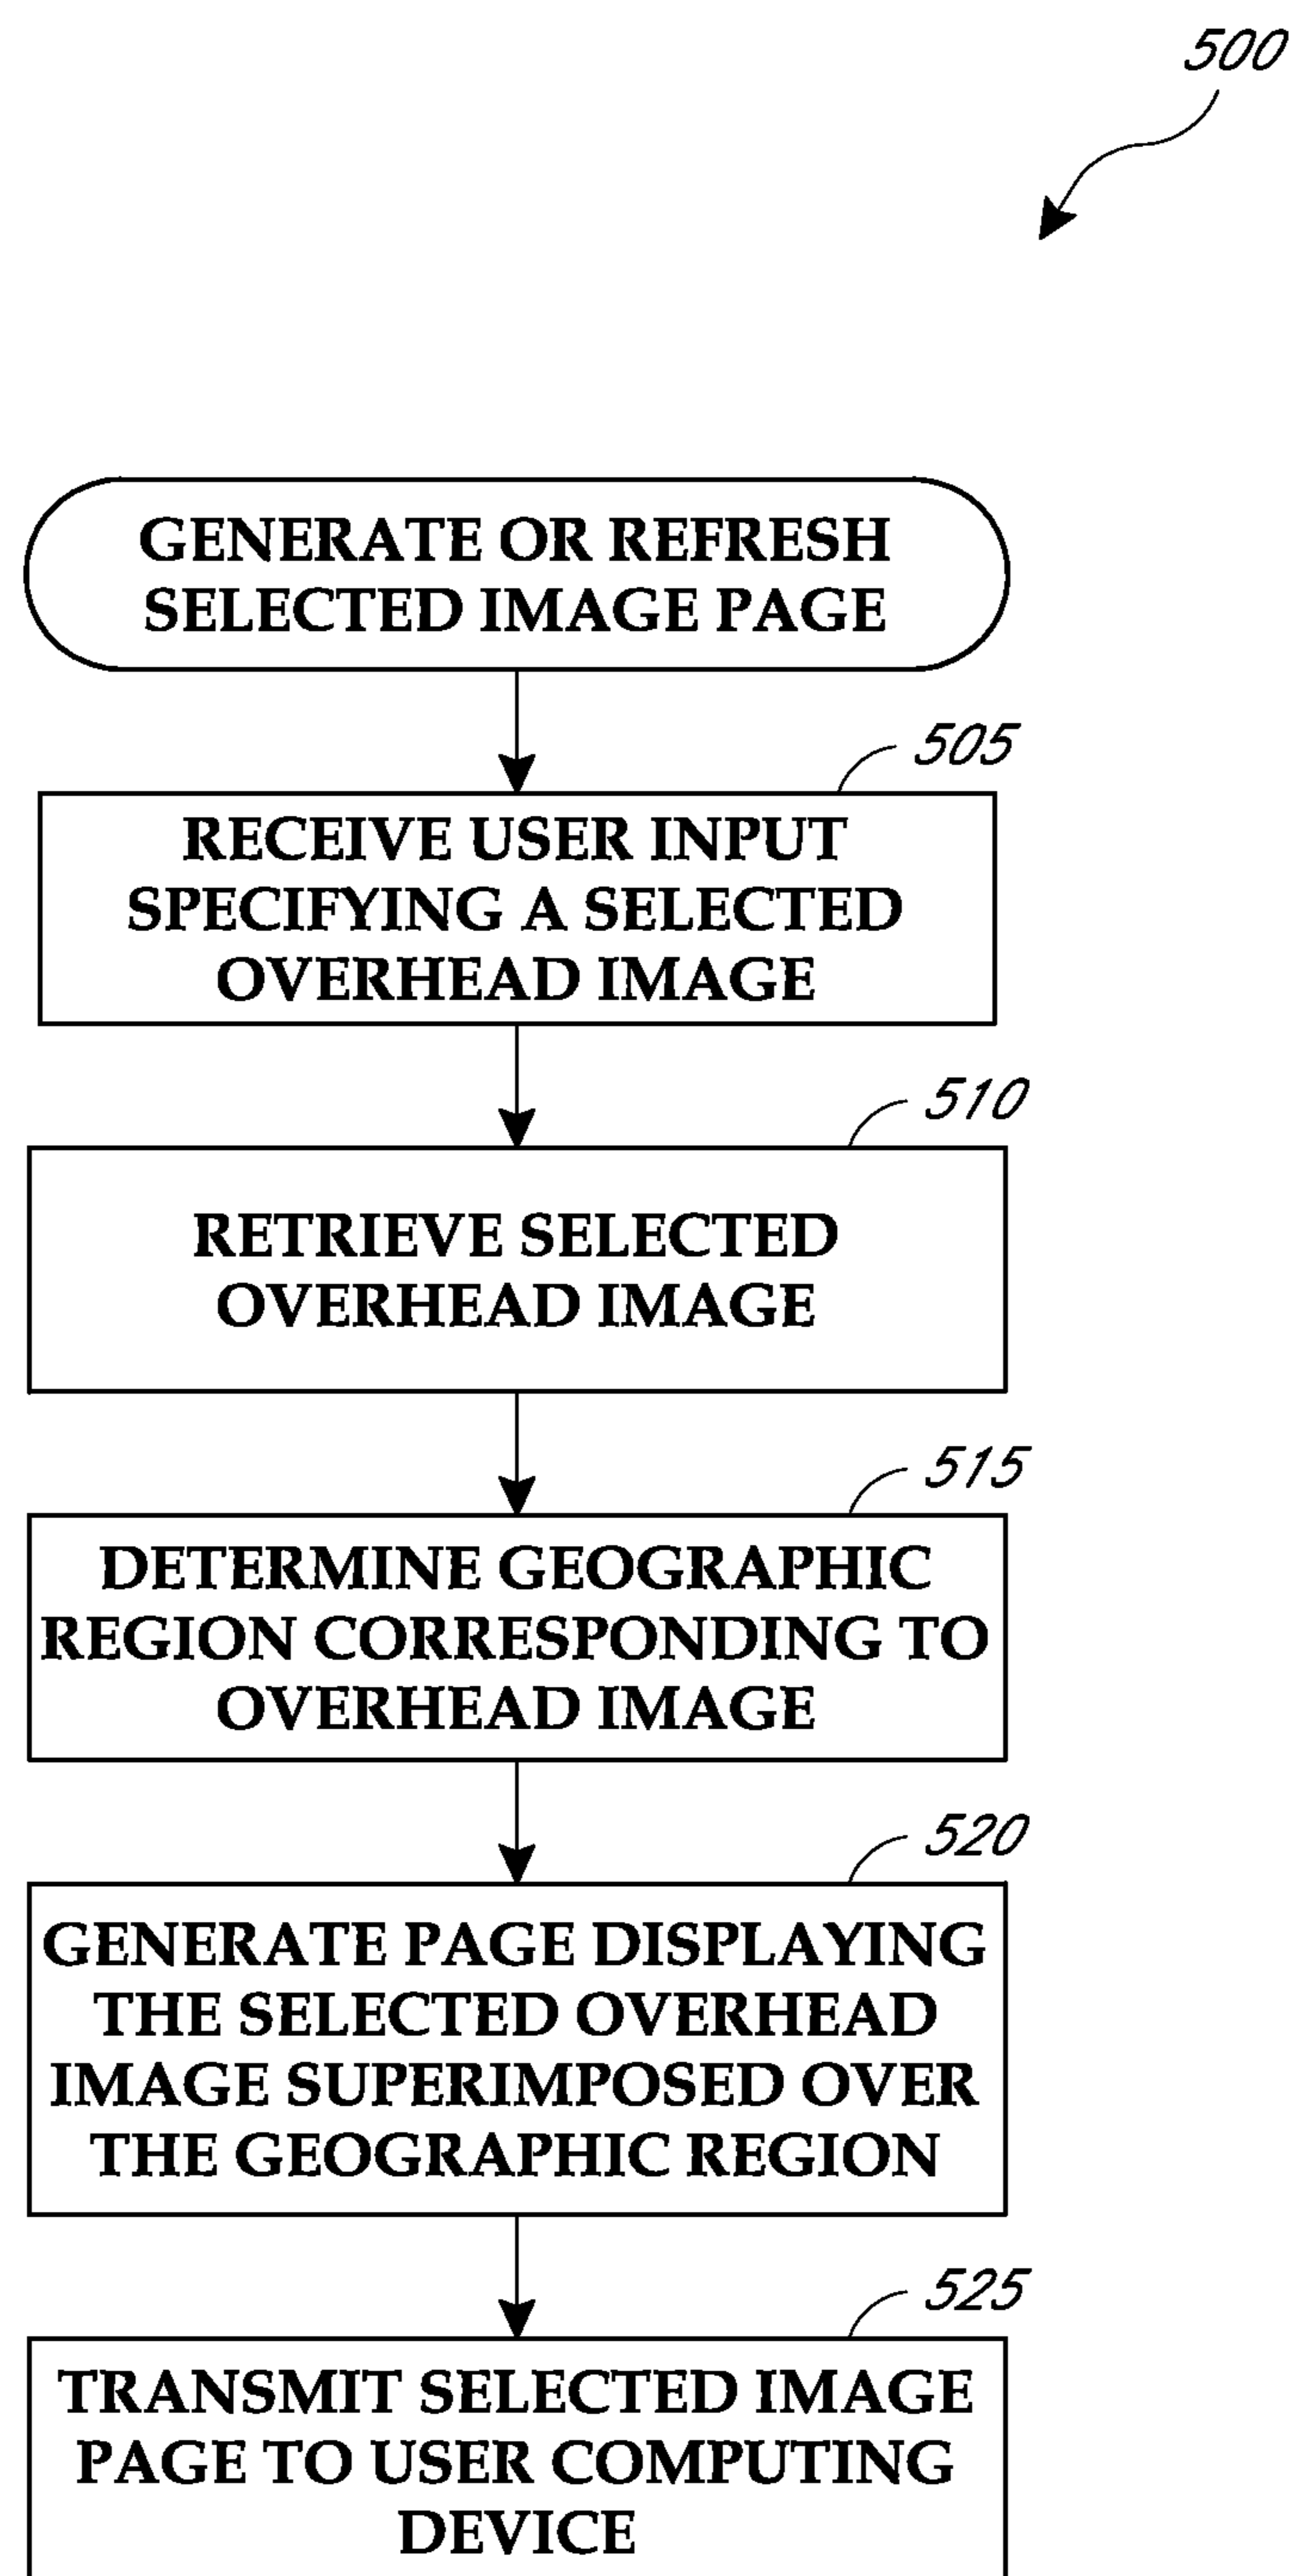 500
GENERATE OR REFRESH
SELECTED IMAGE PAGE
505
RECEIVE USER INPUT
SPECIFYING A SELECTED
OVERHEAD IMAGE
510
RETRIEVE SELECTED
OVERHEAD IMAGE
515
DETERMINE GEOGRAPHIC
REGION CORRESPONDING TO
OVERHEAD IMAGE
520
GENERATE PAGE DISPLAYING
THE SELECTED OVERHEAD
IMAGE SUPERIMPOSED OVER
THE GEOGRAPHIC REGION
525
TRANSMIT SELECTED IMAGE
PAGE TO USER COMPUTING
DEVICE